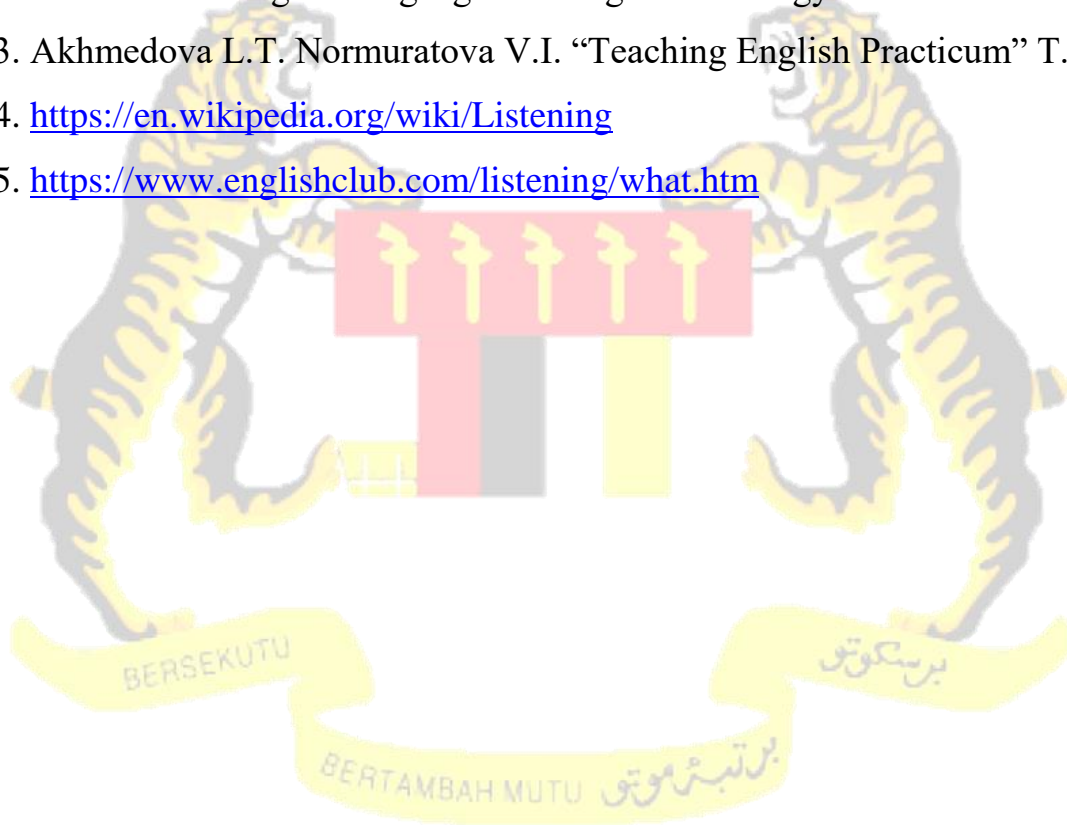 3. Akhmedova L.T. Normuratova V.I. “Teaching English Practicum” T.
4. https://en.wikipedia.org/wiki/Listening
5. https://www.englishclub.com/listening/what.htm
BERSEKUTU برسکوتو
BERTAMBAH MUTU برتمبه موتو